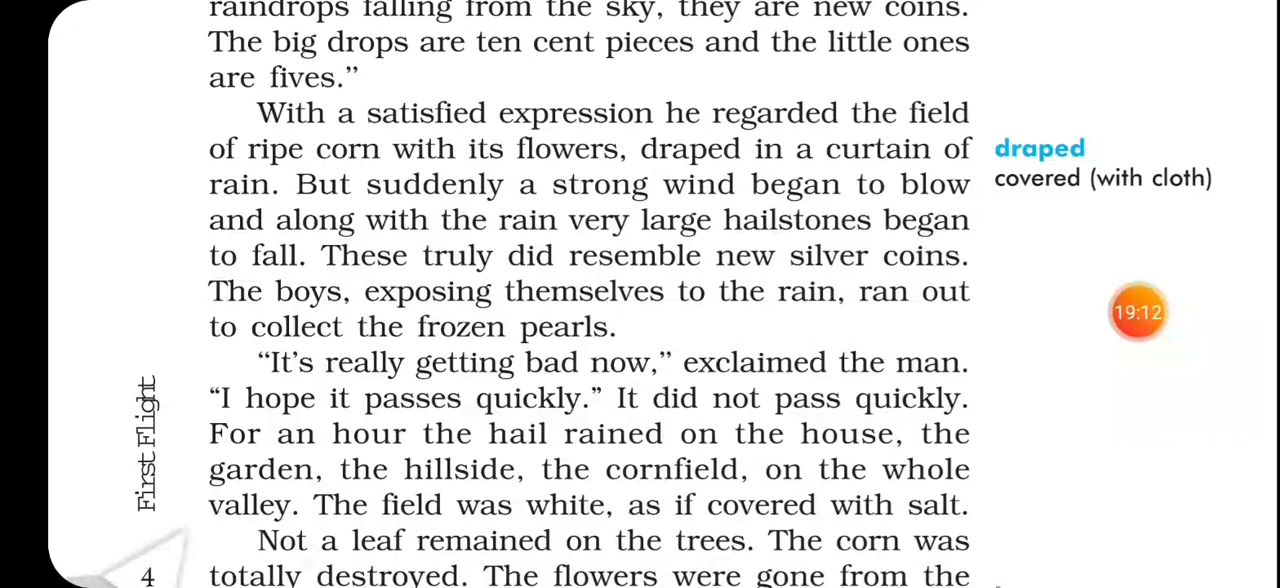 raindrops falling from the sky, they are new coins.
The big drops are ten cent pieces and the little ones
are fives.”
With a satisfied expression he regarded the field
of ripe corn with its flowers, draped in a curtain of
rain. But suddenly a strong wind began to blow
and along with the rain very large hailstones began
to fall. These truly did resemble new silver coins.
The boys, exposing themselves to the rain, ran out
to collect the frozen pearls.
“It’s really getting bad now,” exclaimed the man.
“I hope it passes quickly.” It did not pass quickly.
For an hour the hail rained on the house, the
garden, the hillside, the cornfield, on the whole
valley. The field was white, as if covered with salt.
Not a leaf remained on the trees. The corn was
totally destroyed. The flowers were gone from the
draped
covered (with cloth)
19:12
First Flight
4